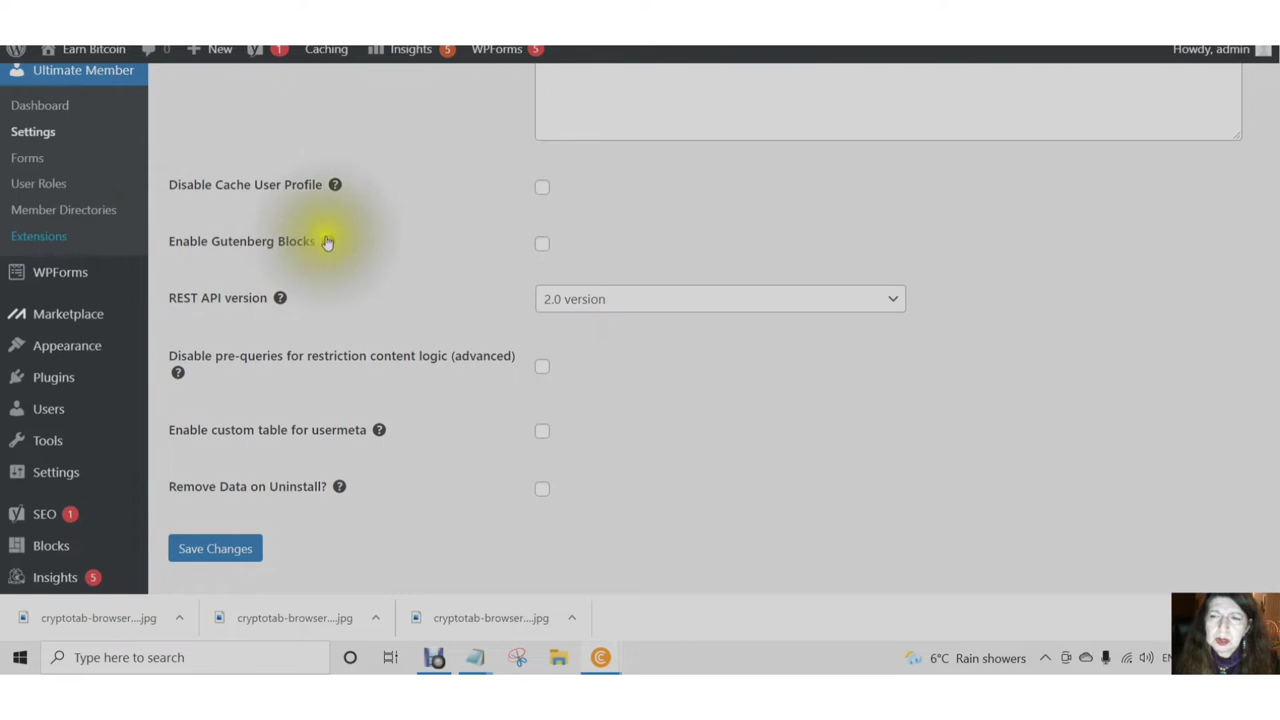 Earn Bitcoin 0 New 1 Caching Insights 5 WPForms 5 Howdy, admin
Ultimate Member
Dashboard
Settings
Forms
User Roles
Member Directories
Extensions
WPForms
Marketplace
Appearance
Plugins
Users
Tools
Settings
SEO 1
Blocks
Insights 5
Disable Cache User Profile ?
Enable Gutenberg Blocks
REST API version ? 2.0 version
Disable pre-queries for restriction content logic (advanced)
?
Enable custom table for usermeta ?
Remove Data on Uninstall? ?
Save Changes
cryptotab-browser....jpg cryptotab-browser....jpg cryptotab-browser....jpg
Type here to search 6°C Rain showers